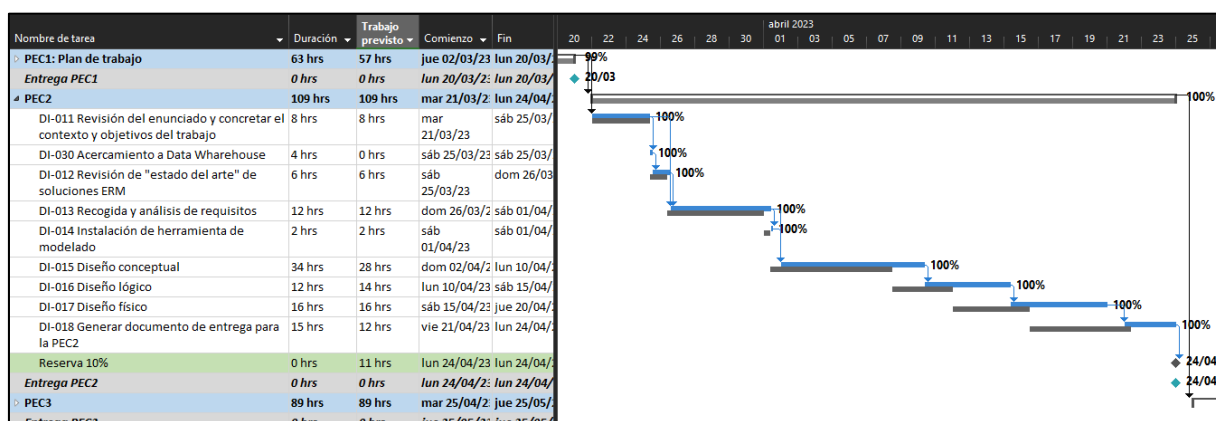 abril 2023
Nombre de tarea Duración Trabajo previsto Comienzo Fin 20 22 24 26 28 30 01 03 05 07 09 11 13 15 17 19 21 23 25
PEC1: Plan de trabajo 63 hrs 57 hrs jue 02/03/23 lun 20/03/ 99%
Entrega PEC1 0 hrs 0 hrs lun 20/03/23 lun 20/03/ 20/03
PEC2 109 hrs 109 hrs mar 21/03/2 lun 24/04/ 100%
DI-011 Revisión del enunciado y concretar el 8 hrs 8 hrs mar sáb 25/03/ 100%
contexto y objetivos del trabajo 21/03/23
DI-030 Acercamiento a Data Wharehouse 4 hrs 0 hrs sáb 25/03/23 sáb 25/03/ 100%
DI-012 Revisión de "estado del arte" de 6 hrs 6 hrs sáb dom 26/03 100%
soluciones ERM 25/03/23
DI-013 Recogida y análisis de requisitos 12 hrs 12 hrs dom 26/03/2 sáb 01/04/ 100%
DI-014 Instalación de herramienta de 2 hrs 2 hrs sáb sáb 01/04/ 100%
modelado 01/04/23
DI-015 Diseño conceptual 34 hrs 28 hrs dom 02/04/2 lun 10/04/ 100%
DI-016 Diseño lógico 12 hrs 14 hrs lun 10/04/23 sáb 15/04/ 100%
DI-017 Diseño físico 16 hrs 16 hrs sáb 15/04/23 jue 20/04/ 100%
DI-018 Generar documento de entrega para 15 hrs 12 hrs vie 21/04/23 lun 24/04/ 100%
la PEC2
Reserva 10% 0 hrs 11 hrs lun 24/04/23 lun 24/04/ 24/04
Entrega PEC2 0 hrs 0 hrs lun 24/04/23 lun 24/04/ 24/04
PEC3 89 hrs 89 hrs mar 25/04/2 jue 25/05/